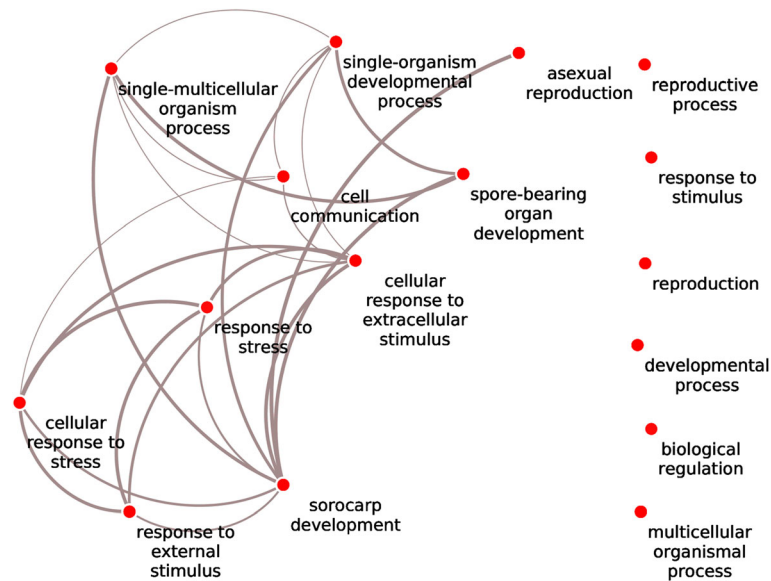 single-multicellular
organism
process
single-organism
developmental
process
asexual
reproduction
reproductive
process
cell
communication
spore-bearing
organ
development
response to
stimulus
cellular
response to
extracellular
stimulus
reproduction
response to
stress
developmental
process
cellular
response to
stress
biological
regulation
sorocarp
development
response to
external
stimulus
multicellular
organismal
process